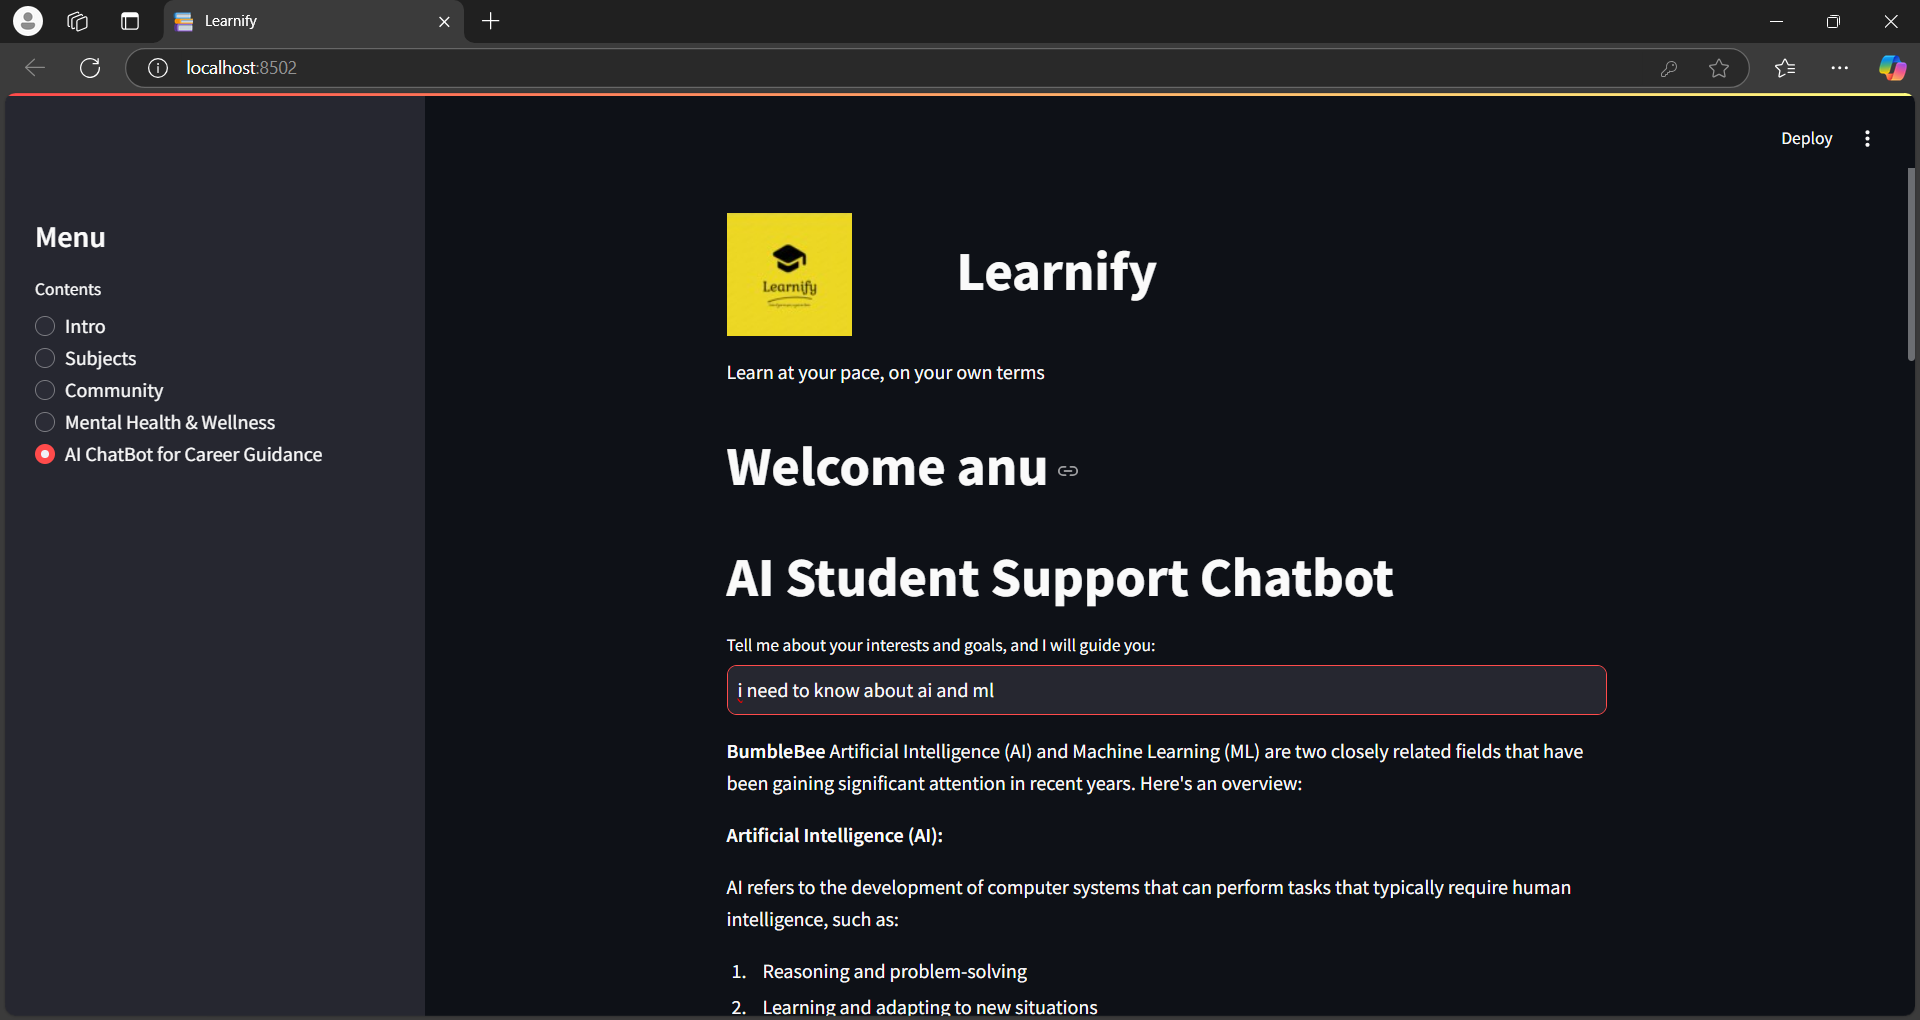 Learnify
localhost:8502
Deploy
Menu
Contents
Intro
Subjects
Community
Mental Health & Wellness
AI ChatBot for Career Guidance
Learnify
Learnify
Learn at your pace, on your own terms
Welcome anu
AI Student Support Chatbot
Tell me about your interests and goals, and I will guide you:
i need to know about ai and ml
BumbleBee Artificial Intelligence (AI) and Machine Learning (ML) are two closely related fields that have
been gaining significant attention in recent years. Here's an overview:
Artificial Intelligence (AI):
AI refers to the development of computer systems that can perform tasks that typically require human
intelligence, such as:
1. Reasoning and problem-solving
2. Learning and adapting to new situations